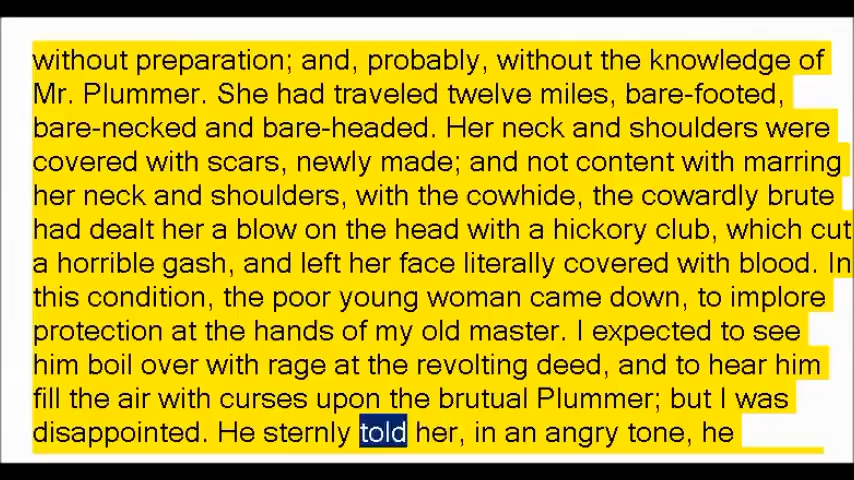 without preparation; and, probably, without the knowledge of
Mr. Plummer. She had traveled twelve miles, bare-footed,
bare-necked and bare-headed. Her neck and shoulders were
covered with scars, newly made; and not content with marring
her neck and shoulders, with the cowhide, the cowardly brute
had dealt her a blow on the head with a hickory club, which cut
a horrible gash, and left her face literally covered with blood. In
this condition, the poor young woman came down, to implore
protection at the hands of my old master. I expected to see
him boil over with rage at the revolting deed, and to hear him
fill the air with curses upon the brutual Plummer; but I was
disappointed. He sternly told her, in an angry tone, he